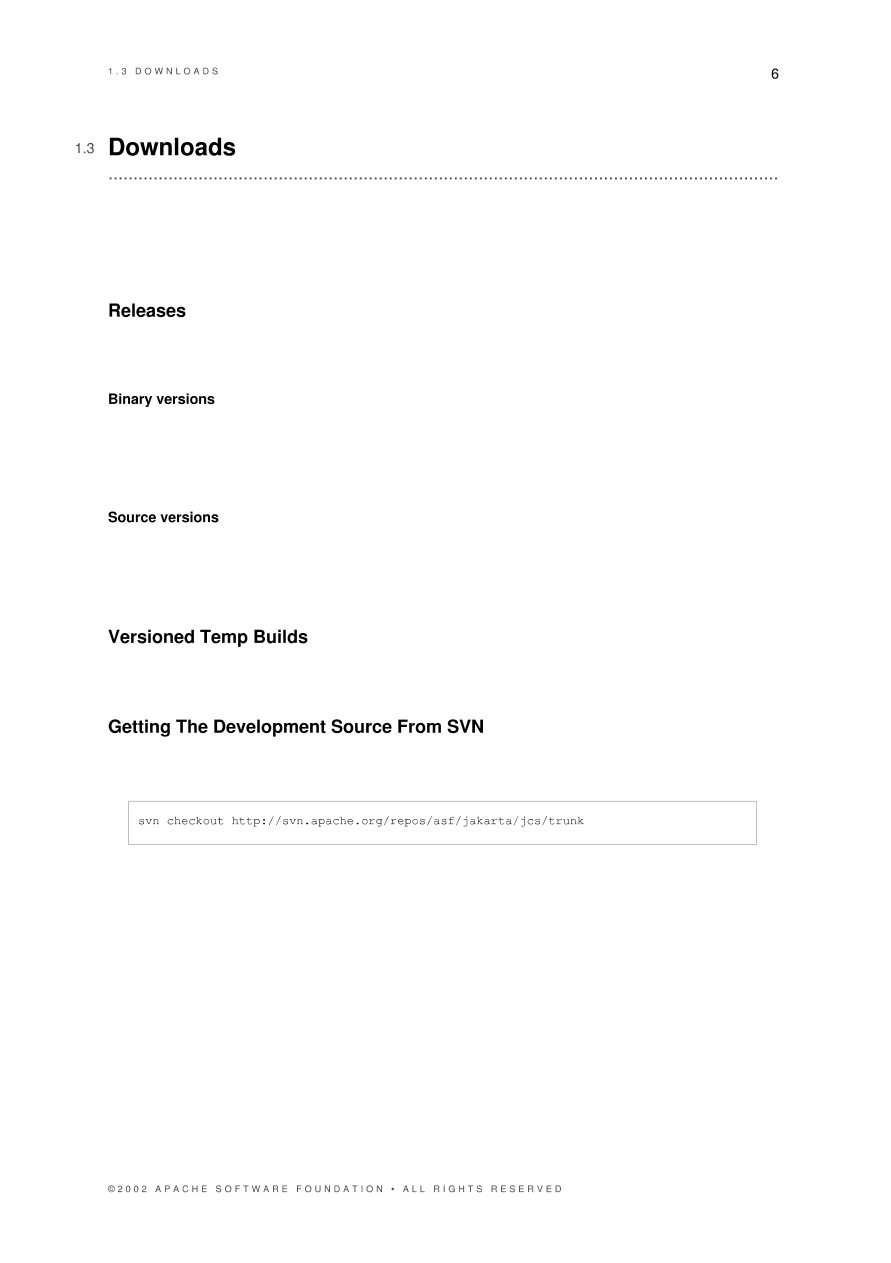 1.3 DOWNLOADS
6
1.3 Downloads
Releases
Binary versions
Source versions
Versioned Temp Builds
Getting The Development Source From SVN
svn checkout http://svn.apache.org/repos/asf/jakarta/jcs/trunk
©2002 APACHE SOFTWARE FOUNDATION • ALL RIGHTS RESERVED